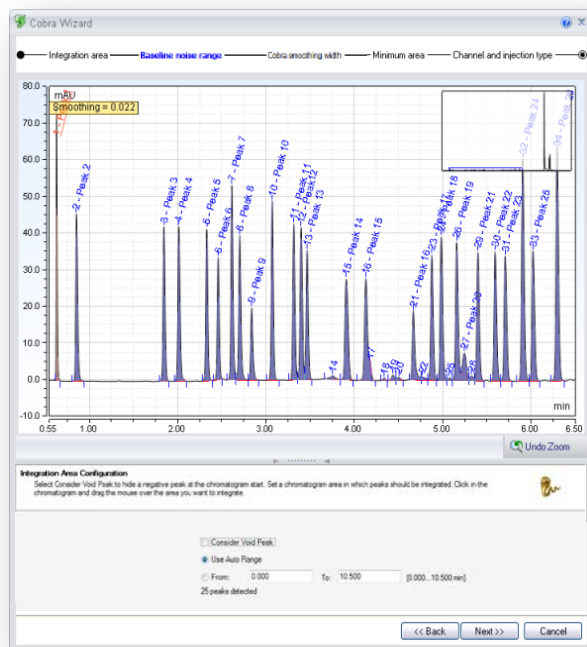 Cobra Wizard
Integration area
Baseline noise range
Cobra smoothing width
Minimum area
Channel and injection type
80.0
mAU
Smoothing = 0.022
70.0
60.0
50.0
40.0
30.0
20.0
10.0
0.0
-10.0
2 - Peak 2
3 - Peak 3
4 - Peak 4
5 - Peak 5
6 - Peak 6
7 - Peak 7
8 - Peak 8
9 - Peak 9
10 - Peak 10
11 - Peak 11
12 - Peak 12
13 - Peak 13
14
15 - Peak 14
16 - Peak 15
17
18
19
20
21 - Peak 16
22
29 - Peak 21
30 - Peak 22
31 - Peak 23
32 - Peak 24
33 - Peak 25
min
0.55
1.00
2.00
3.00
4.00
5.00
6.00
6.50
Undo Zoom
Integration Area Configuration
Select Consider Void Peak to hide a negative peak at the chromatogram start. Set a chromatogram area in which peaks should be integrated. Click in the
chromatogram and drag the mouse over the area you want to integrate.
Consider Void Peak
Use Auto Range
From: 0.000 To: 10.500 [0.000...10.500 min]
25 peaks detected
<< Back
Next >>
Cancel